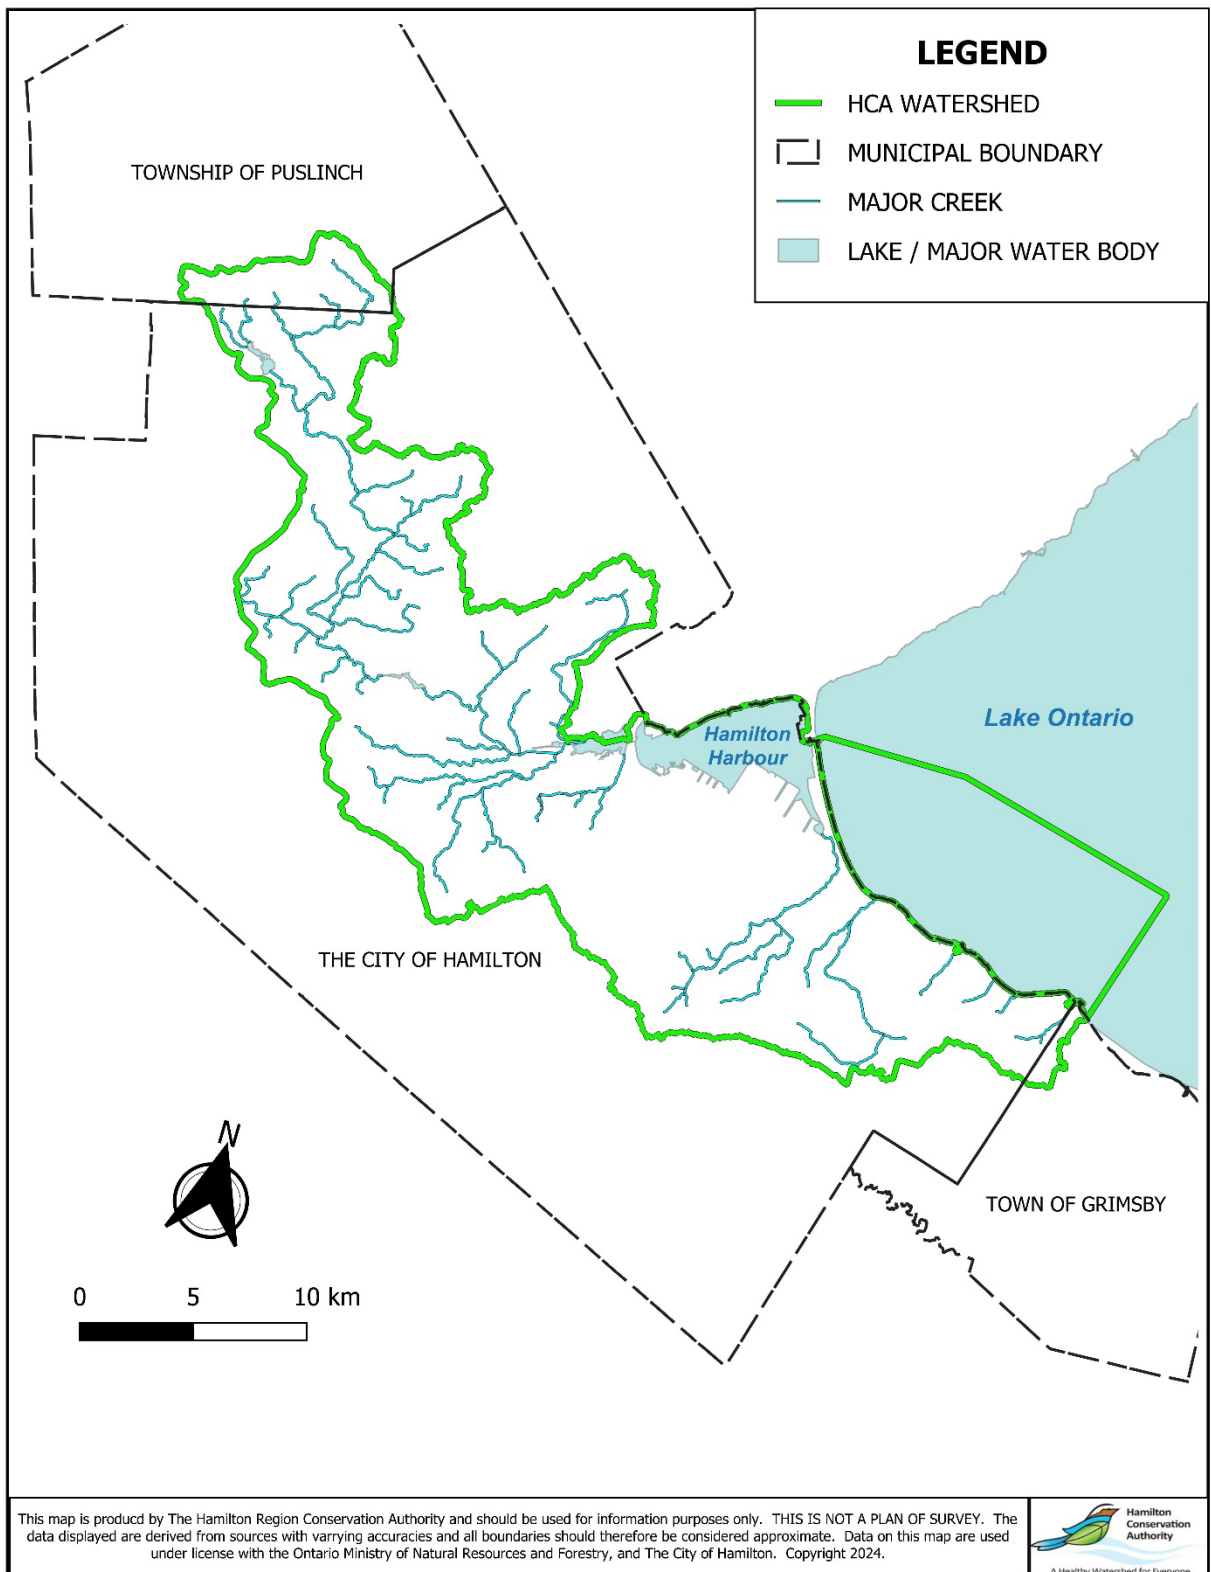 LEGEND
HCA WATERSHED
MUNICIPAL BOUNDARY
MAJOR CREEK
LAKE / MAJOR WATER BODY
TOWNSHIP OF PUSLINCH
Lake Ontario
Hamilton
Harbour
THE CITY OF HAMILTON
N
TOWN OF GRIMSBY
0 5 10 km
This map is producd by The Hamilton Region Conservation Authority and should be used for information purposes only. THIS IS NOT A PLAN OF SURVEY. The
data displayed are derived from sources with varrying accuracies and all boundaries should therefore be considered approximate. Data on this map are used
under license with the Ontario Ministry of Natural Resources and Forestry, and The City of Hamilton. Copyright 2024.
Hamilton
Conservation
Authority
A Healthy Watershed for Everyone